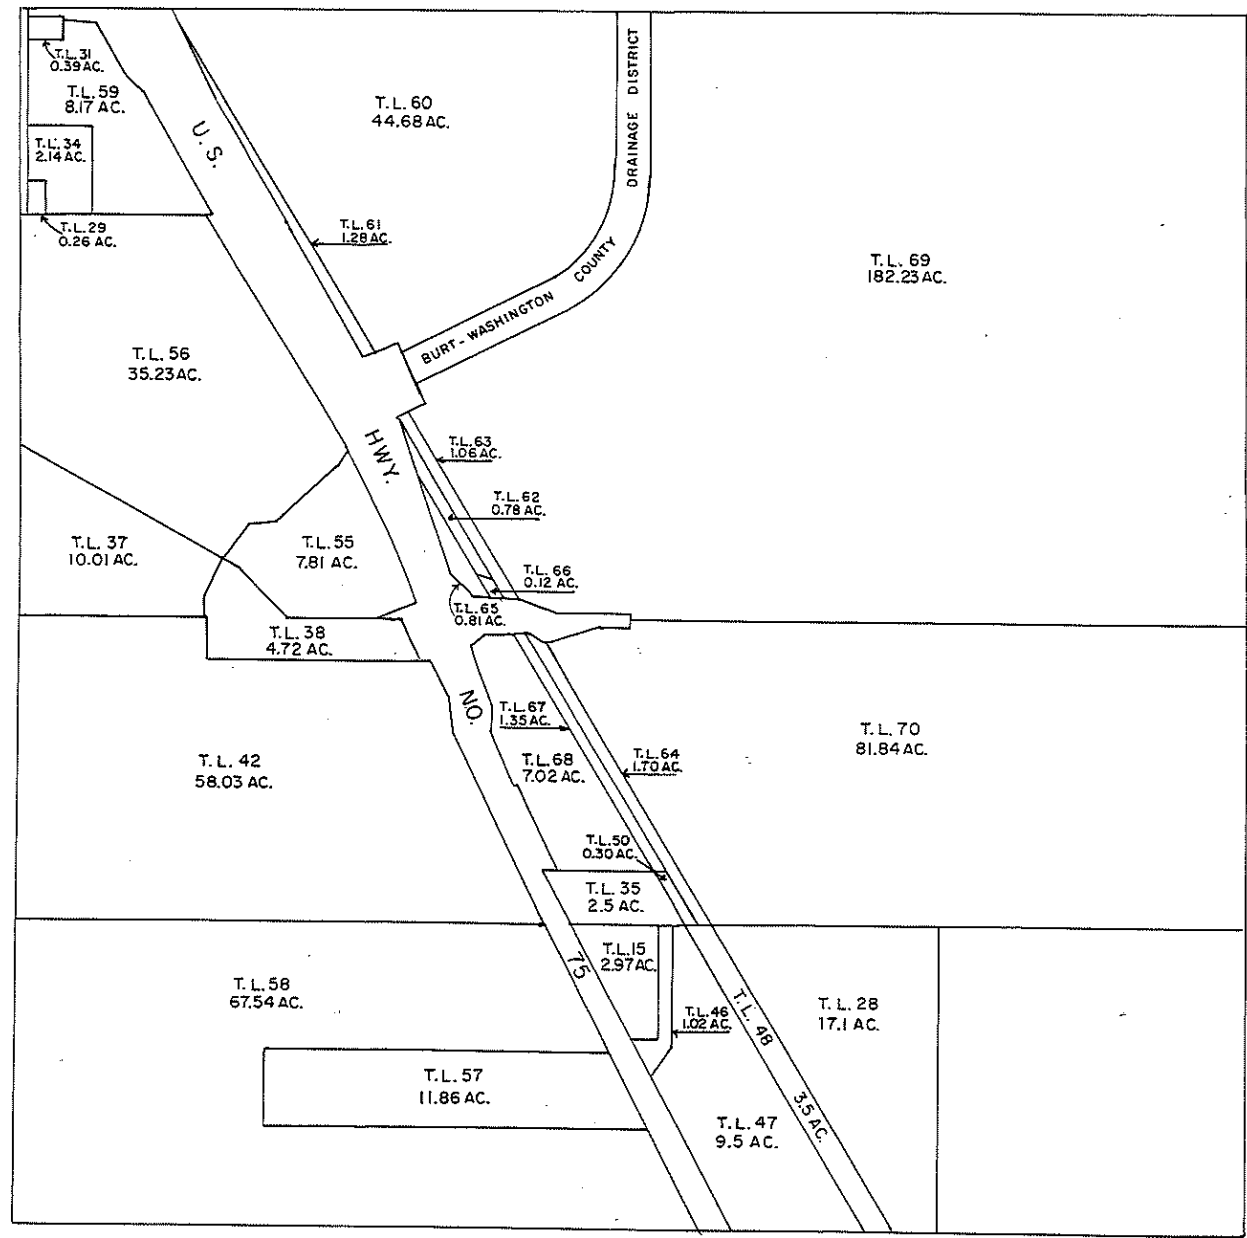 T.L. 31
0.39 AC.
T.L. 59
8.17 AC.
T.L. 34
2.14 AC.
T.L. 29
0.26 AC.
T.L. 60
44.68 AC.
DRAINAGE DISTRICT
BURT-WASHINGTON COUNTY
U.S.
T.L. 61
1.28 AC.
T.L. 69
182.23 AC.
T.L. 56
35.23 AC.
HWY.
T.L. 63
1.06 AC.
T.L. 62
0.78 AC.
T.L. 37
10.01 AC.
T.L. 55
7.81 AC.
T.L. 66
0.12 AC.
T.L. 65
0.81 AC.
T.L. 38
4.72 AC.
NO.
T.L. 67
1.35 AC.
T.L. 70
81.84 AC.
T.L. 42
58.03 AC.
T.L. 68
7.02 AC.
T.L. 64
1.70 AC.
T.L. 50
0.30 AC.
T.L. 35
2.5 AC.
75
T.L. 15
2.97 AC.
T.L. 58
67.54 AC.
T.L. 46
1.02 AC.
T.L. 48
3.5 AC.
T.L. 28
17.1 AC.
T.L. 57
11.86 AC.
T.L. 47
9.5 AC.